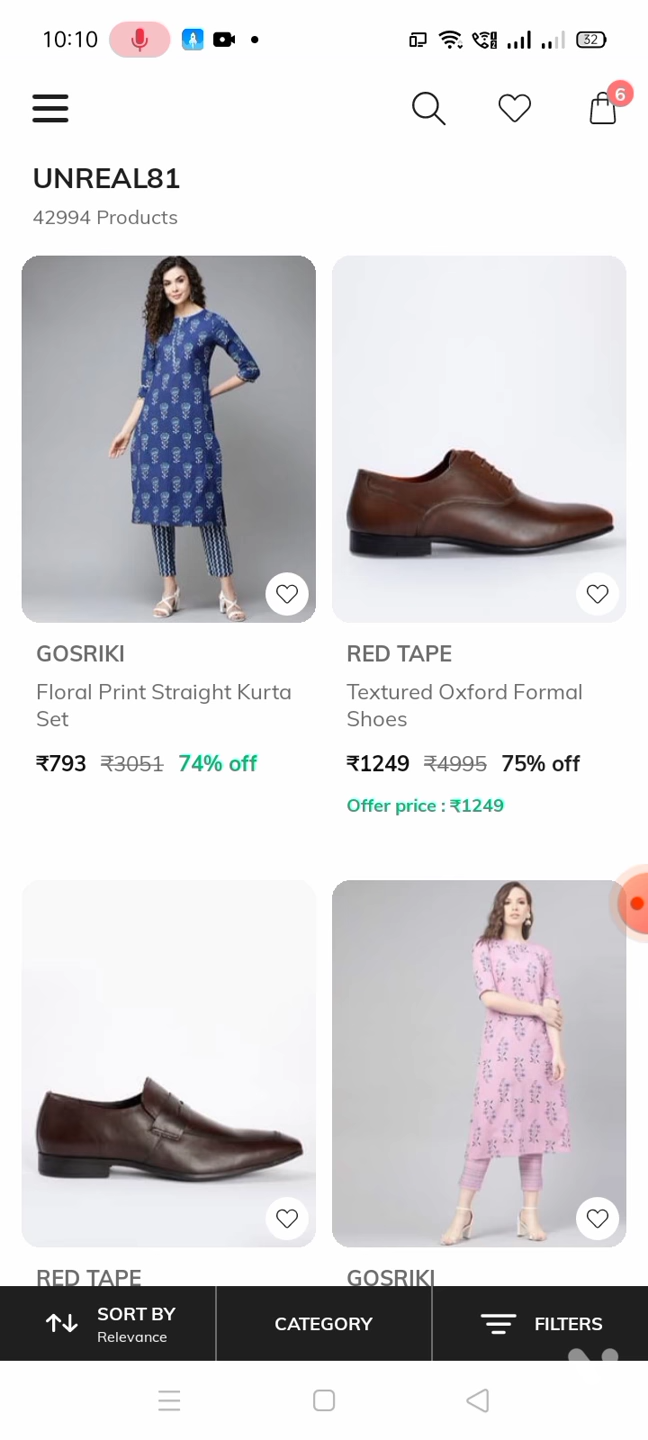 10:10
32
6
UNREAL81
42994 Products
GOSRIKI
Floral Print Straight Kurta
Set
₹793 ₹3051 74% off
RED TAPE
Textured Oxford Formal
Shoes
₹1249 ₹4995 75% off
Offer price : ₹1249
RED TAPE
GOSRIKI
SORT BY
Relevance
CATEGORY
FILTERS